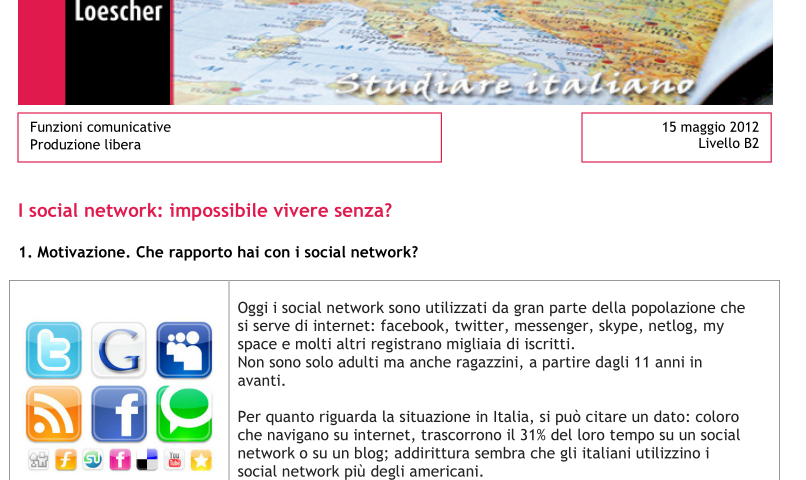 Loescher
Studiare italiano
Funzioni comunicative
Produzione libera
15 maggio 2012
Livello B2
I social network: impossibile vivere senza?
1. Motivazione. Che rapporto hai con i social network?
Oggi i social network sono utilizzati da gran parte della popolazione che
si serve di internet: facebook, twitter, messenger, skype, netlog, my
space e molti altri registrano migliaia di iscritti.
Non sono solo adulti ma anche ragazzini, a partire dagli 11 anni in
avanti.
Per quanto riguarda la situazione in Italia, si può citare un dato: coloro
che navigano su internet, trascorrono il 31% del loro tempo su un social
network o su un blog; addirittura sembra che gli italiani utilizzino i
social network più degli americani.
t G
f
f You Tube